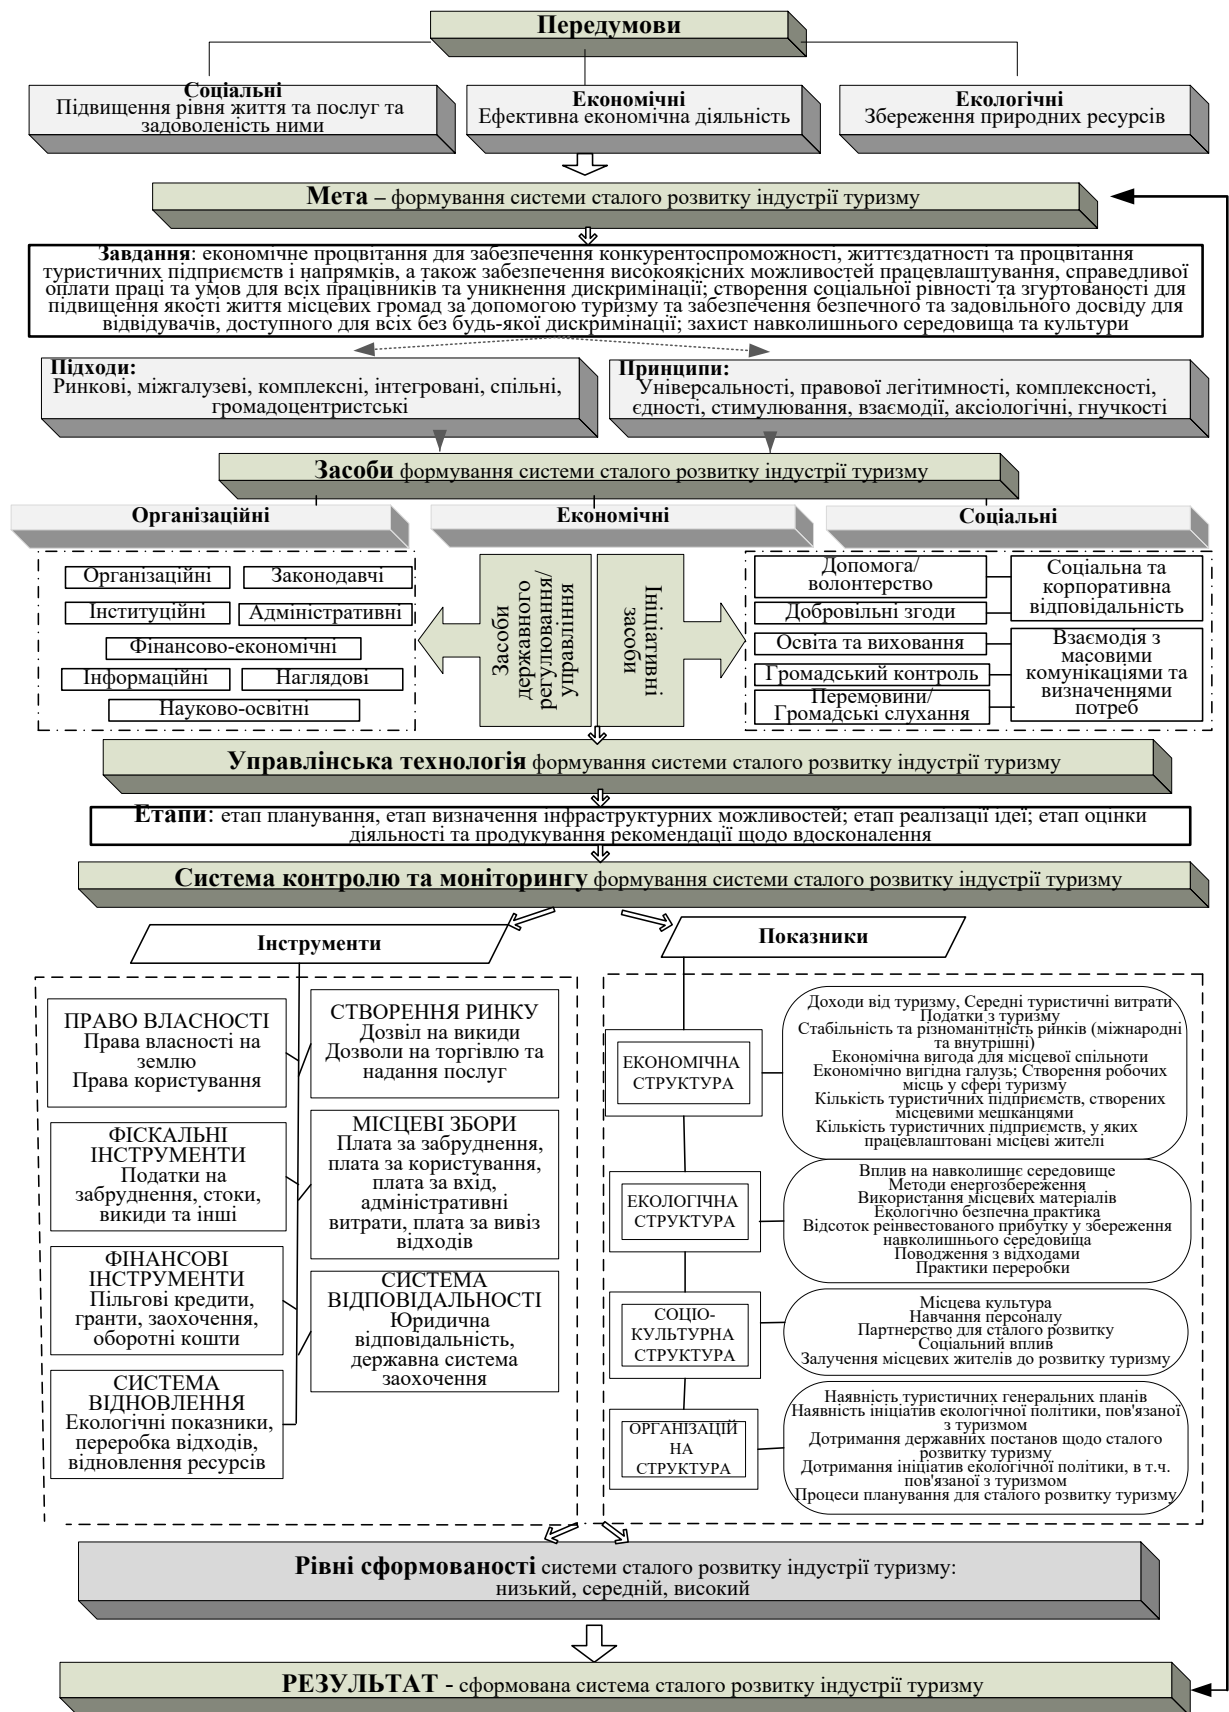 Передумови
Соціальні
Підвищення рівня життя та послуг та
задоволеність ними
Економічні
Ефективна економічна діяльність
Екологічні
Збереження природних ресурсів
Мета – формування системи сталого розвитку індустрії туризму
Завдання: економічне процвітання для забезпечення конкурентоспроможності, життєздатності та процвітання
туристичних підприємств і напрямків, а також забезпечення високоякісних можливостей працевлаштування, справедливої
оплати праці та умов для всіх працівників та уникнення дискримінації; створення соціальної рівності та згуртованості для
підвищення якості життя місцевих громад за допомогою туризму та забезпечення безпечного та задовільного досвіду для
відвідувачів, доступного для всіх без будь-якої дискримінації; захист навколишнього середовища та культури
Підходи:
Ринкові, міжгалузеві, комплексні, інтегровані, спільні,
громадоцентристські
Принципи:
Універсальності, правової легітимності, комплексності,
єдності, стимулювання, взаємодії, аксіологічні, гнучкості
Засоби формування системи сталого розвитку індустрії туризму
Організаційні
Економічні
Соціальні
Організаційні
Законодавчі
Інституційні
Адміністративні
Фінансово-економічні
Інформаційні
Наглядові
Науково-освітні
Засоби
державного
регулювання/
управління
Ініціативні
засоби
Допомога/
волонтерство
Добровільні згоди
Освіта та виховання
Громадський контроль
Перемовини/
Громадські слухання
Соціальна та
корпоративна
відповідальність
Взаємодія з
масовими
комунікаціями та
визначеннями
потреб
Управлінська технологія формування системи сталого розвитку індустрії туризму
Етапи: етап планування, етап визначення інфраструктурних можливостей; етап реалізації ідеї; етап оцінки
діяльності та продукування рекомендації щодо вдосконалення
Система контролю та моніторингу формування системи сталого розвитку індустрії туризму
Інструменти
Показники
ПРАВО ВЛАСНОСТІ
Права власності на
землю
Права користування
ФІСКАЛЬНІ
ІНСТРУМЕНТИ
Податки на
забруднення, стоки,
викиди та інші
ФІНАНСОВІ
ІНСТРУМЕНТИ
Пільгові кредити,
гранти, заохочення,
оборотні кошти
СИСТЕМА
ВІДНОВЛЕННЯ
Екологічні показники,
переробка відходів,
відновлення ресурсів
СТВОРЕННЯ РИНКУ
Дозвіл на викиди
Дозволи на торгівлю та
надання послуг
МІСЦЕВІ ЗБОРИ
Плата за забруднення,
плата за користування,
плата за вхід,
адміністративні
витрати, плата за вивіз
відходів
СИСТЕМА
ВІДПОВІДАЛЬНОСТІ
Юридична
відповідальність,
державна система
заохочення
ЕКОНОМІЧНА
СТРУКТУРА
Доходи від туризму, Середні туристичні витрати
Податки з туризму
Стабільність та різноманітність ринків (міжнародні
та внутрішні)
Економічна вигода для місцевої спільноти
Економічно вигідна галузь; Створення робочих
місць у сфері туризму
Кількість туристичних підприємств, створених
місцевими мешканцями
Кількість туристичних підприємств, у яких
працевлаштовані місцеві жителі
ЕКОЛОГІЧНА
СТРУКТУРА
Вплив на навколишнє середовище
Методи енергозбереження
Використання місцевих матеріалів
Екологічно безпечна практика
Відсоток реінвестованого прибутку у збереження
навколишнього середовища
Поводження з відходами
Практики переробки
СОЦІО-
КУЛЬТУРНА
СТРУКТУРА
Місцева культура
Навчання персоналу
Партнерство для сталого розвитку
Соціальний вплив
Залучення місцевих жителів до розвитку туризму
ОРГАНІЗАЦІЙ
НА
СТРУКТУРА
Наявність туристичних генеральних планів
Наявність ініціатив екологічної політики, пов'язаної
з туризмом
Дотримання державних постанов щодо сталого
розвитку туризму
Дотримання ініціатив екологічної політики, в т.ч.
пов'язаної з туризмом
Процеси планування для сталого розвитку туризму
Рівні сформованості системи сталого розвитку індустрії туризму:
низький, середній, високий
РЕЗУЛЬТАТ - сформована система сталого розвитку індустрії туризму